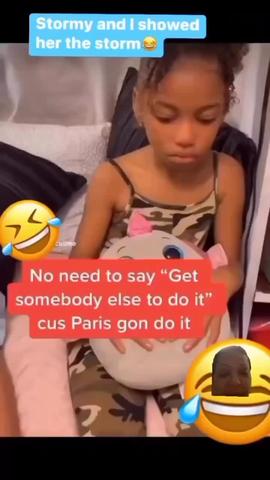 Stormy and I showed
her the storm😂
No need to say “Get
somebody else to do it”
cus Paris gon do it